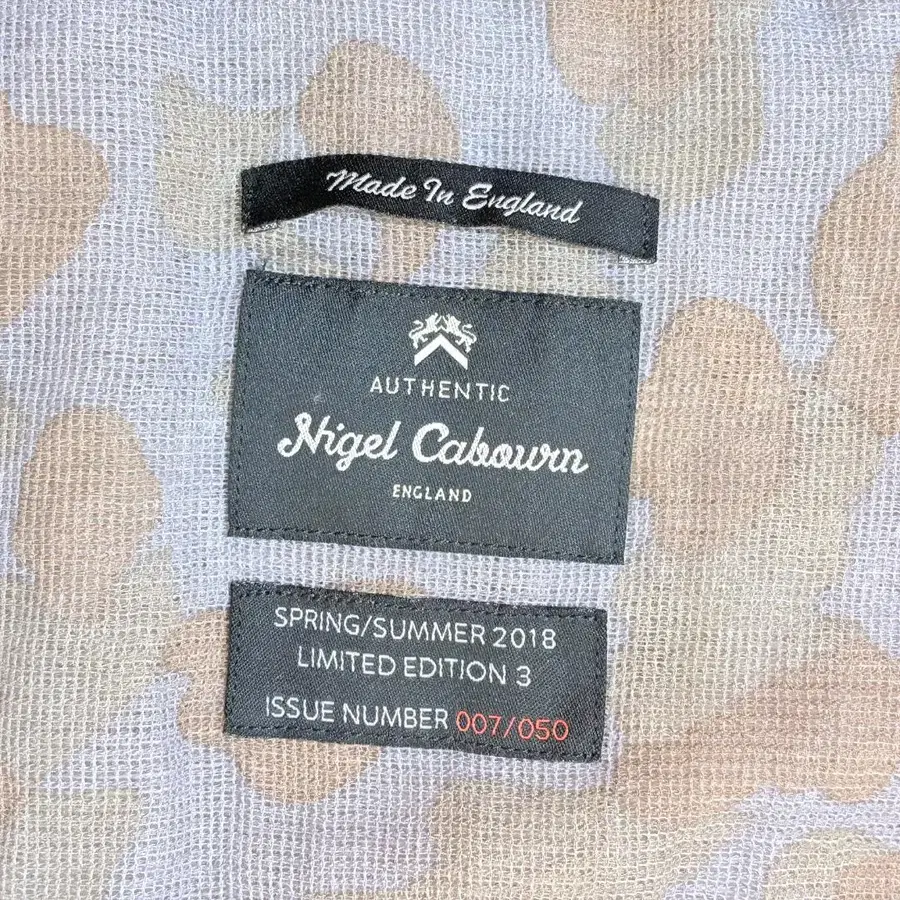 Made In England
AUTHENTIC
Nigel Cabourn
ENGLAND
SPRING/SUMMER 2018
LIMITED EDITION 3
ISSUE NUMBER 007/050